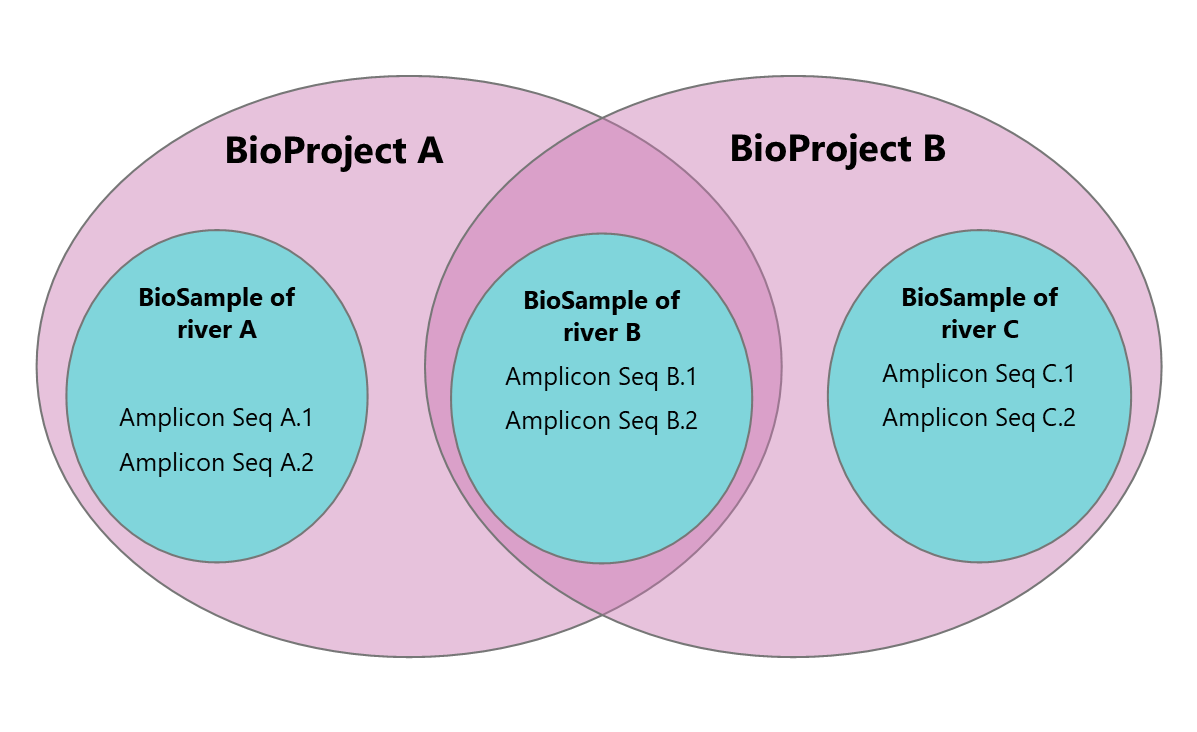 BioProject A
BioProject B
BioSample of
river A
Amplicon Seq A.1
Amplicon Seq A.2
BioSample of
river B
Amplicon Seq B.1
Amplicon Seq B.2
BioSample of
river C
Amplicon Seq C.1
Amplicon Seq C.2